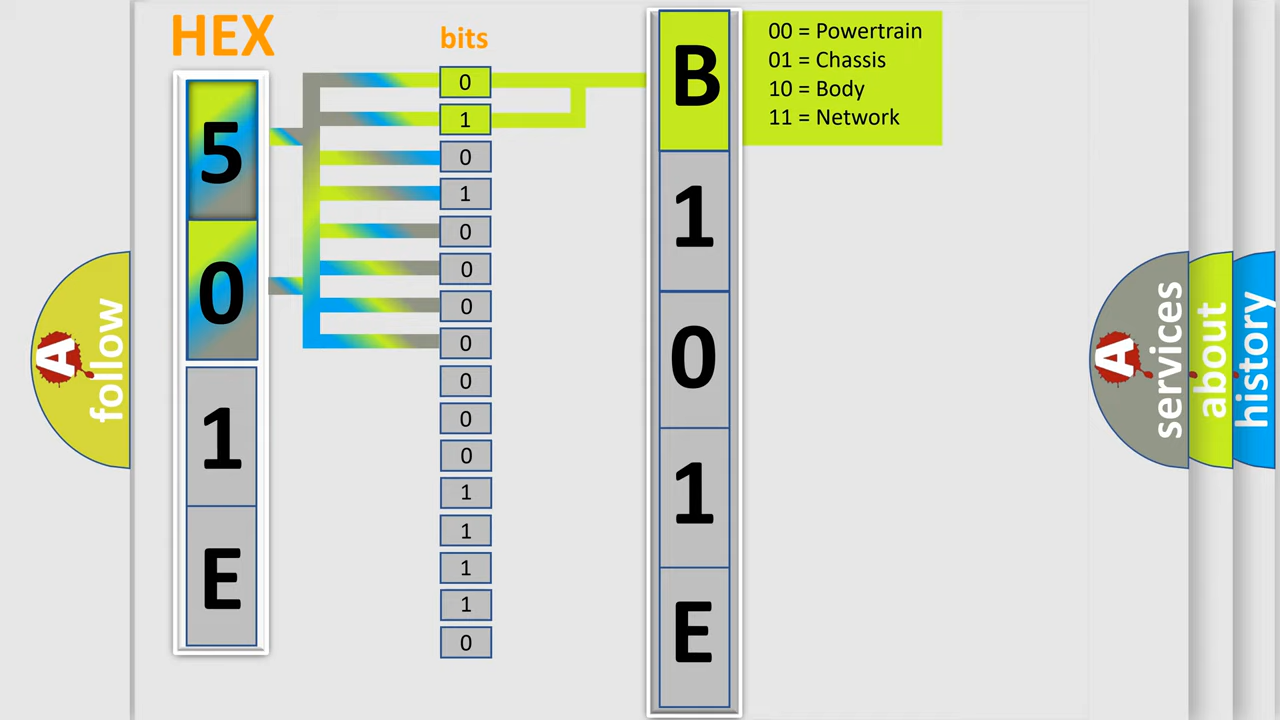 HEX
bits
5
0
1
E
0
1
0
1
0
0
0
0
0
0
0
1
1
1
1
0
B
1
0
1
E
00 = Powertrain
01 = Chassis
10 = Body
11 = Network
A
follow
A
services
about
history